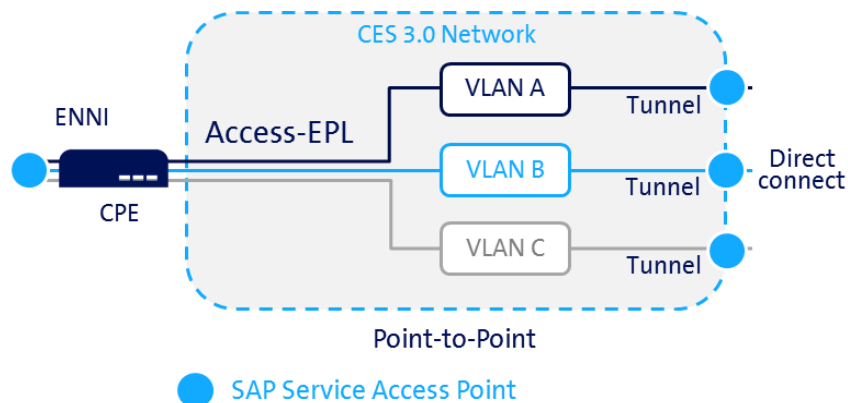 CES 3.0 Network
VLAN A
Tunnel
ENNI
Access-EPL
VLAN B
Tunnel
Direct
connect
CPE
VLAN C
Tunnel
Point-to-Point
SAP Service Access Point